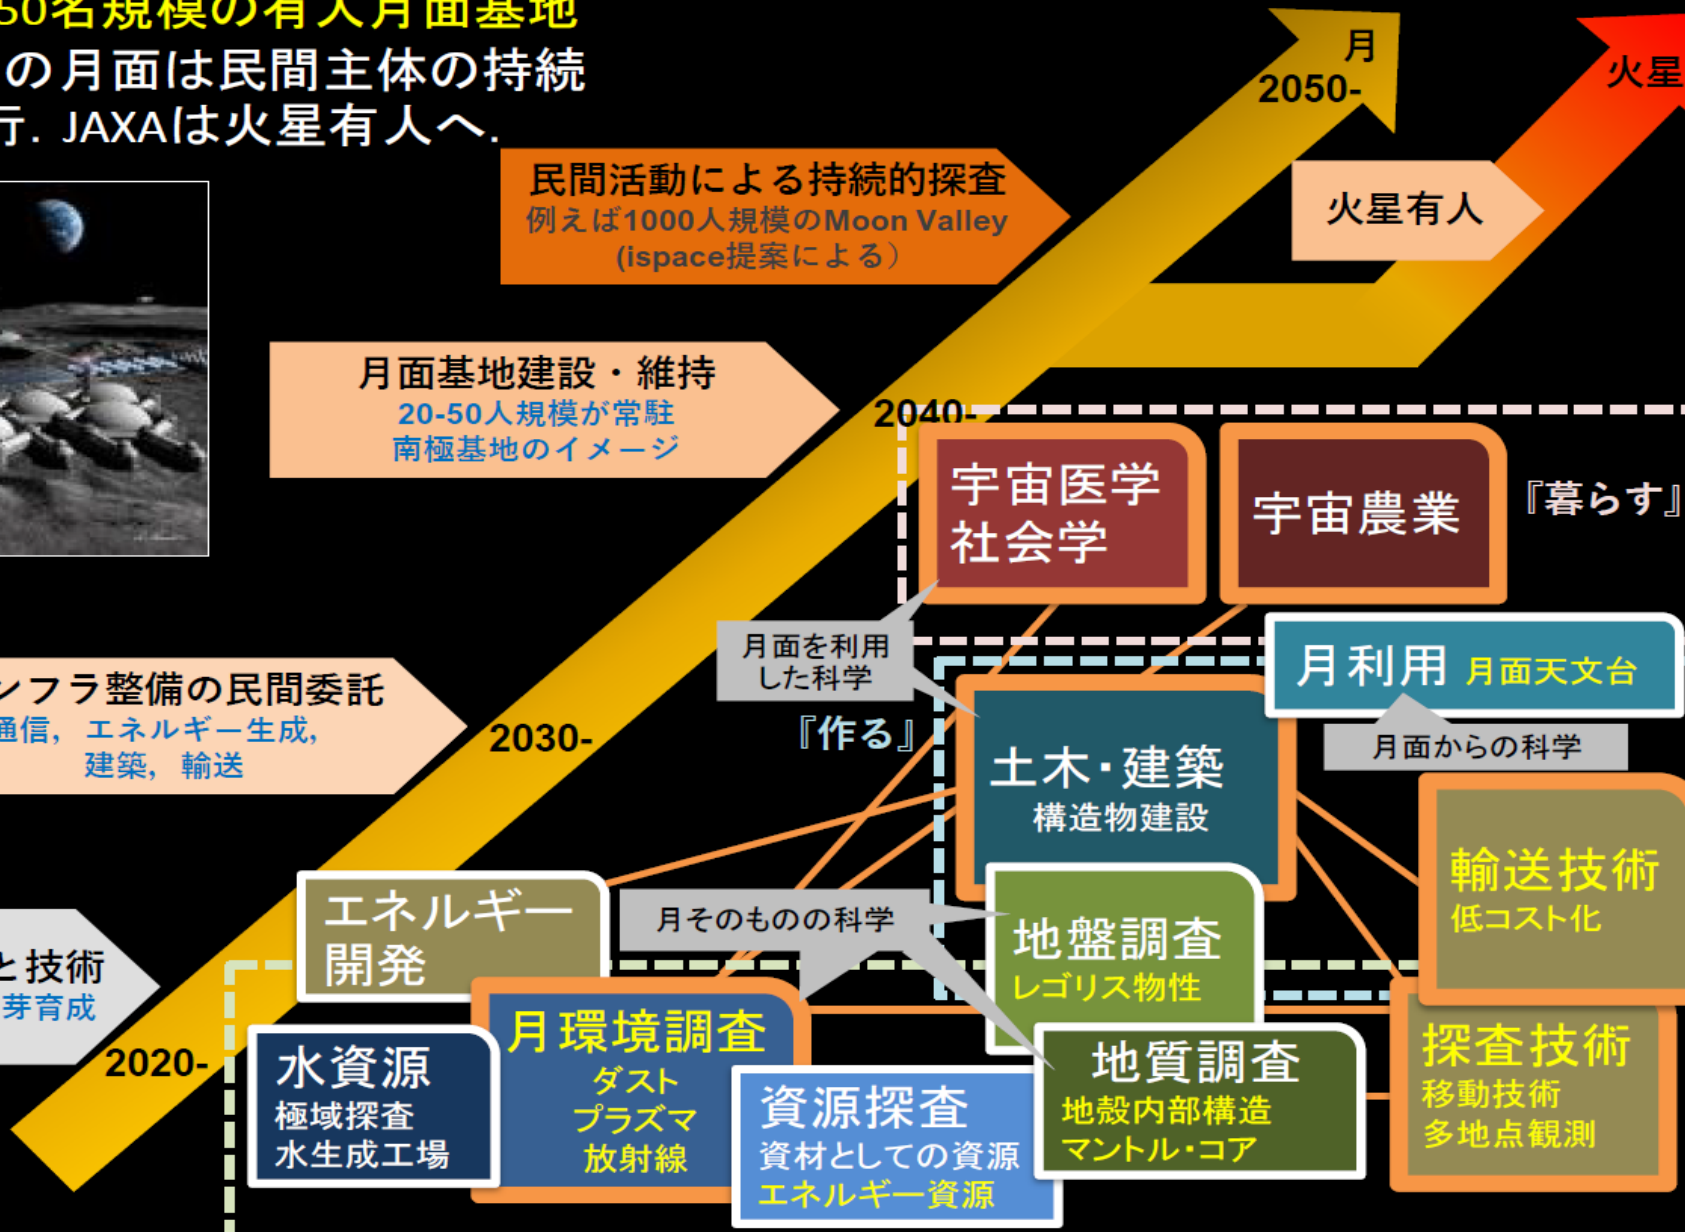 50名規模の有人月面基地
の月面は民間主体の持続
行. JAXAは火星有人へ.
月
2050-
火星
民間活動による持続的探査
例えば1000人規模のMoon Valley
(ispace提案による）
火星有人
月面基地建設・維持
20-50人規模が常駐
南極基地のイメージ
2040-
宇宙医学
社会学
宇宙農業
『暮らす』
月面を利用
した科学
月利用 月面天文台
月面からの科学
ンフラ整備の民間委託
通信, エネルギー生成,
建築, 輸送
2030-
『作る』
土木・建築
構造物建設
輸送技術
低コスト化
エネルギー
開発
月そのものの科学
地盤調査
レゴリス物性
と技術
芽育成
2020-
水資源
極域探査
水生成工場
月環境調査
ダスト
プラズマ
放射線
資源探査
資材としての資源
エネルギー資源
地質調査
地殻内部構造
マントル・コア
探査技術
移動技術
多地点観測